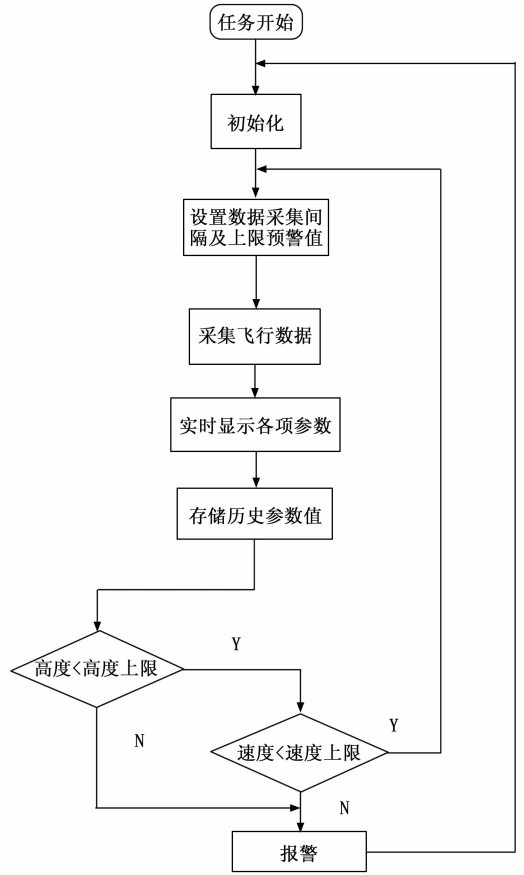 任务开始
初始化
设置数据采集间
隔及上限预警值
采集飞行数据
实时显示各项参数
存储历史参数值
高度<高度上限
Y
N
速度<速度上限
Y
N
报警